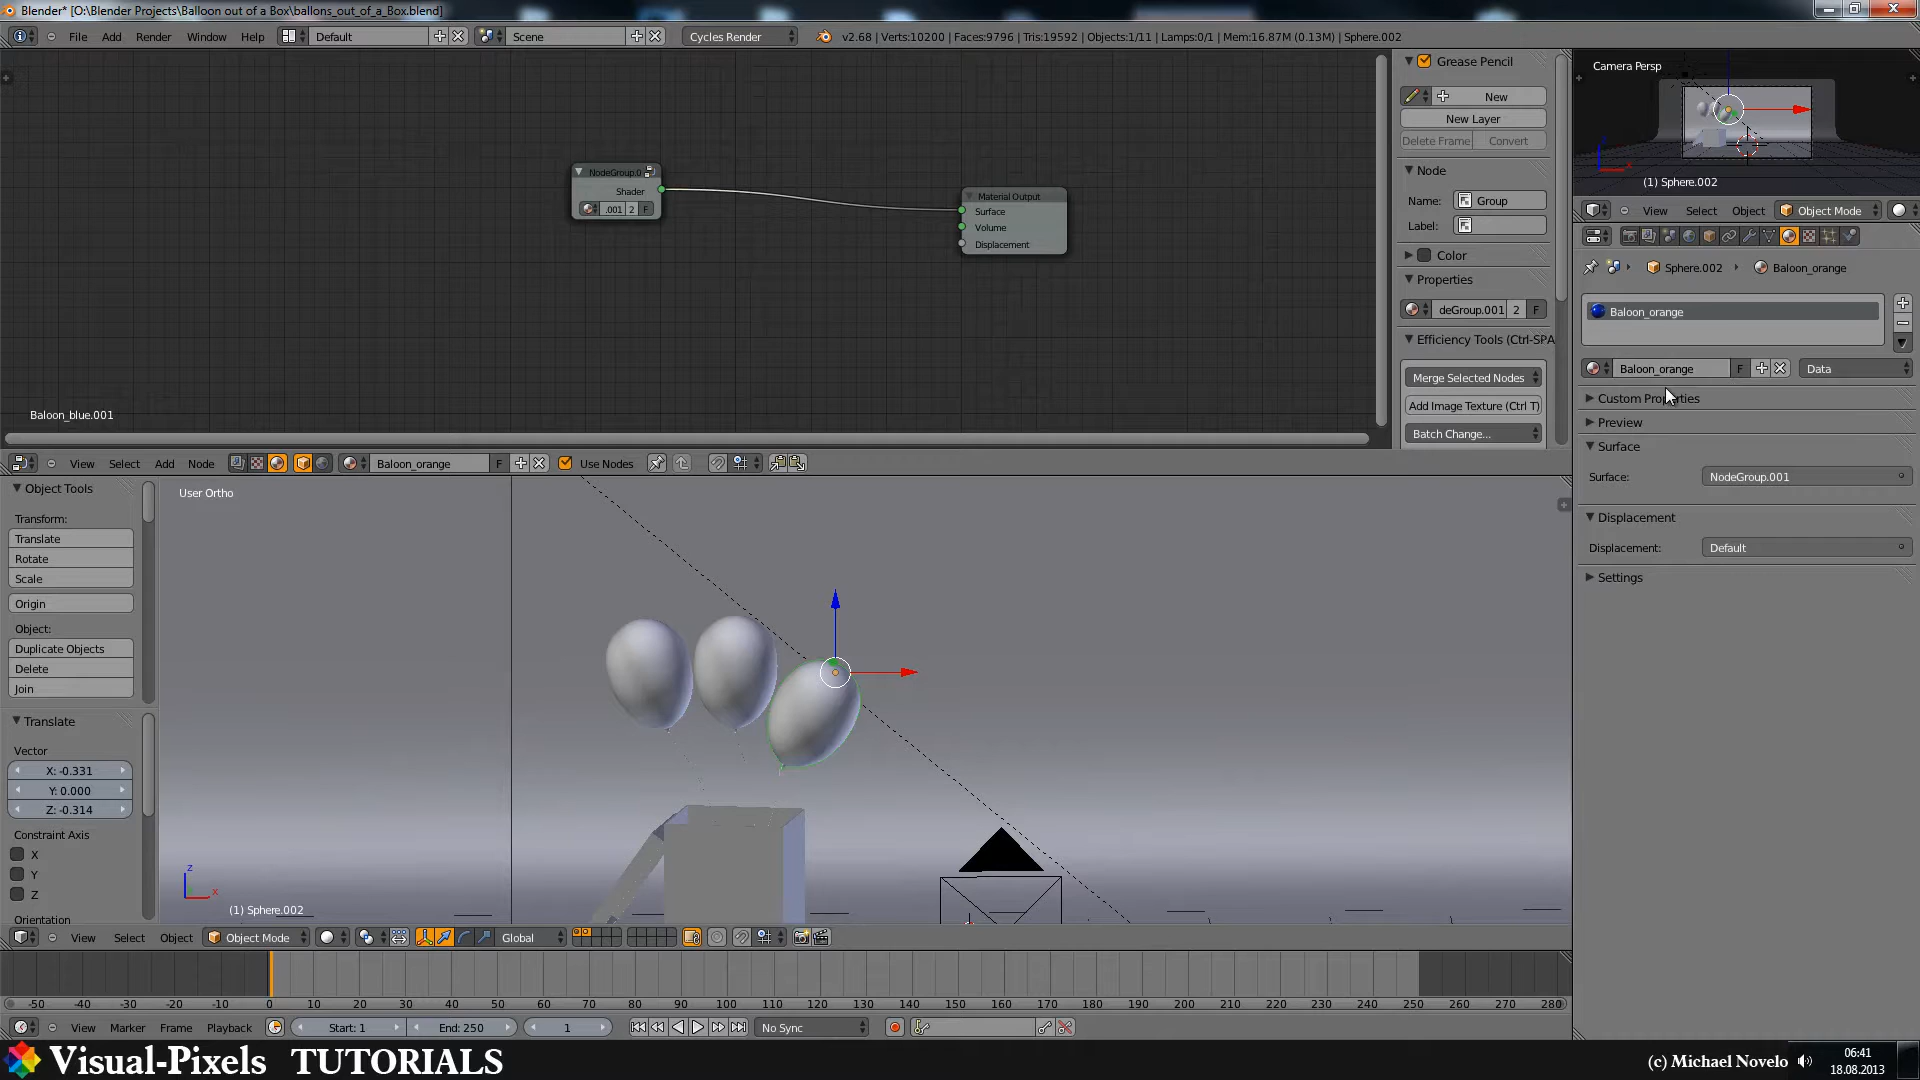 Blender* [O:\Blender Projects\Balloon out of a Box\ballons_out_of_a_Box.blend]
File Add Render Window Help Default Scene Cycles Render v2.68 | Verts:10200 | Faces:9796 | Tris:19592 | Objects:1/11 | Lamps:0/1 | Mem:16.87M (0.13M) | Sphere.002
NodeGroup.0
Shader
.001 2 F
Material Output
Surface
Volume
Displacement
Baloon_blue.001
Grease Pencil
New
New Layer
Delete Frame Convert
Node
Name: Group
Label:
Color
Properties
deGroup.001 2 F
Efficiency Tools (Ctrl-SPA
Merge Selected Nodes
Add Image Texture (Ctrl T)
Batch Change...
Camera Persp
(1) Sphere.002
View Select Object Object Mode
Sphere.002 Baloon_orange
Baloon_orange
Baloon_orange F Data
Custom Properties
Preview
Surface
Surface: NodeGroup.001
Displacement
Displacement: Default
Settings
View Select Add Node Baloon_orange F Use Nodes
Object Tools
Transform:
Translate
Rotate
Scale
Origin
Object:
Duplicate Objects
Delete
Join
Translate
Vector
X: -0.331
Y: 0.000
Z: -0.314
Constraint Axis
X
Y
Z
Orientation
User Ortho
z
x
(1) Sphere.002
View Select Object Object Mode Global
-50 -40 -30 -20 -10 0 10 20 30 40 50 60 70 80 90 100 110 120 130 140 150 160 170 180 190 200 210 220 230 240 250 260 270 280
View Marker Frame Playback Start: 1 End: 250 1 No Sync
Visual-Pixels TUTORIALS
(c) Michael Novelo
06:41
18.08.2013